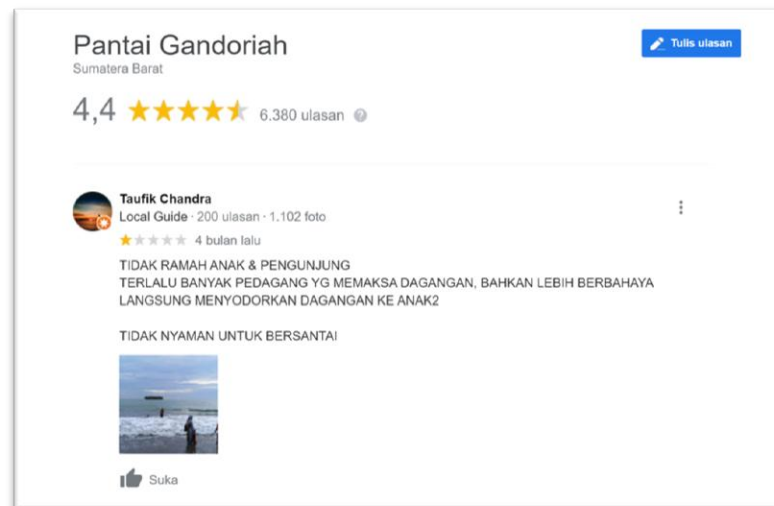 Pantai Gandoriah
Tulis ulasan
Sumatera Barat
4,4 6.380 ulasan
Taufik Chandra
Local Guide · 200 ulasan · 1.102 foto
4 bulan lalu
TIDAK RAMAH ANAK & PENGUNJUNG
TERLALU BANYAK PEDAGANG YG MEMAKSA DAGANGAN, BAHKAN LEBIH BERBAHAYA
LANGSUNG MENYODORKAN DAGANGAN KE ANAK2
TIDAK NYAMAN UNTUK BERSANTAI
Suka